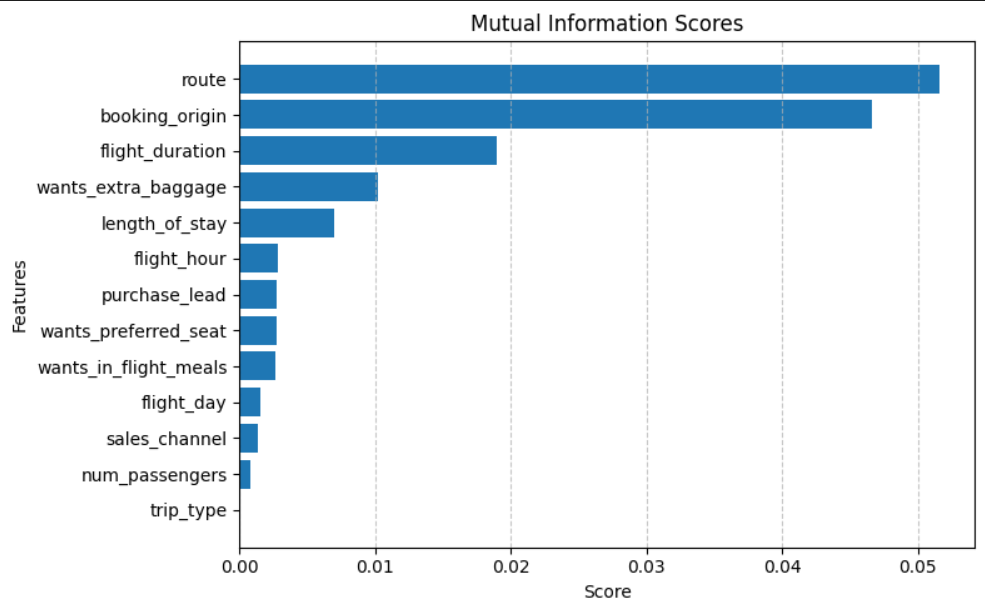 Mutual Information Scores
Features
route
booking_origin
flight_duration
wants_extra_baggage
length_of_stay
flight_hour
purchase_lead
wants_preferred_seat
wants_in_flight_meals
flight_day
sales_channel
num_passengers
trip_type
0.00 0.01 0.02 0.03 0.04 0.05
Score